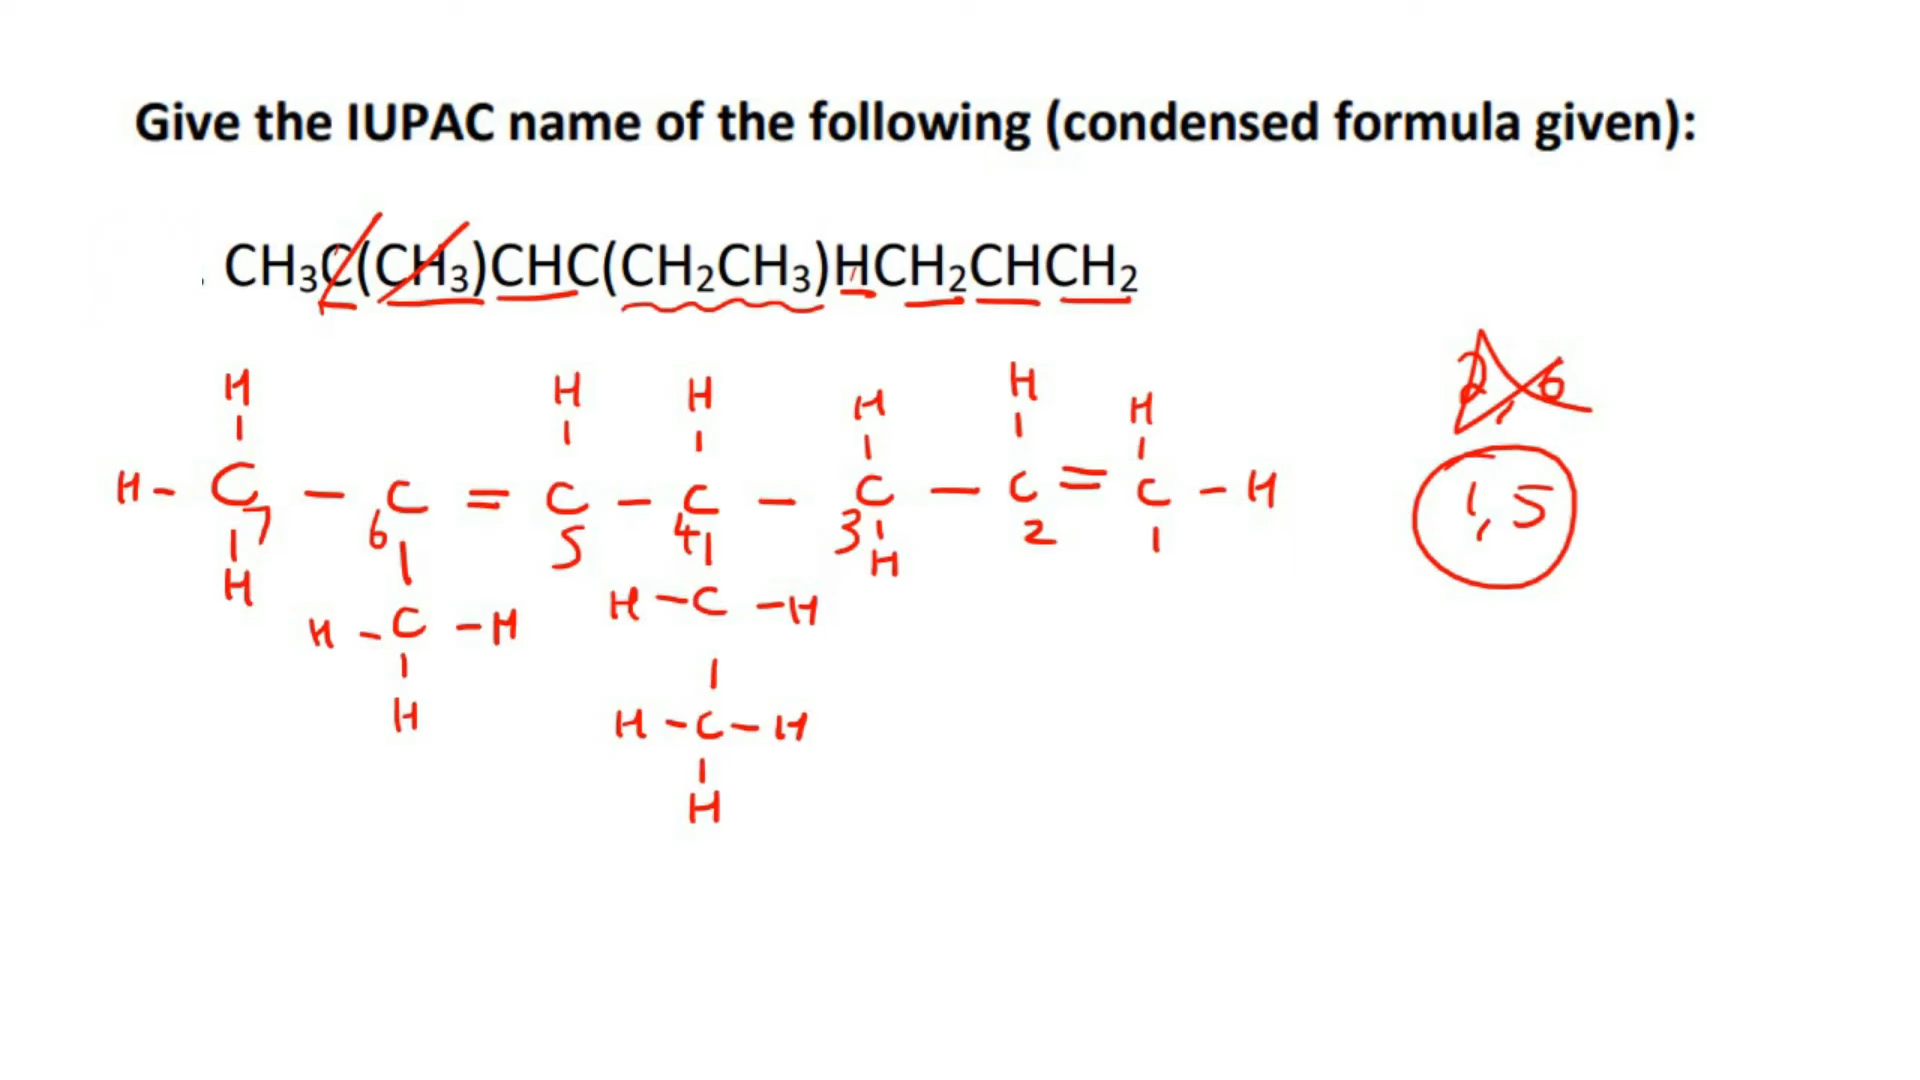 Give the IUPAC name of the following (condensed formula given):
CH₃C(CH₃)CHC(CH₂CH₃)HCH₂CHCH₂
H H H H H H
H - C - C = C - C - C - C = C - H
7 6 5 4 3 2 1
H H
H - C - H H - C - H
H H - C - H
H
2, 6
1, 5